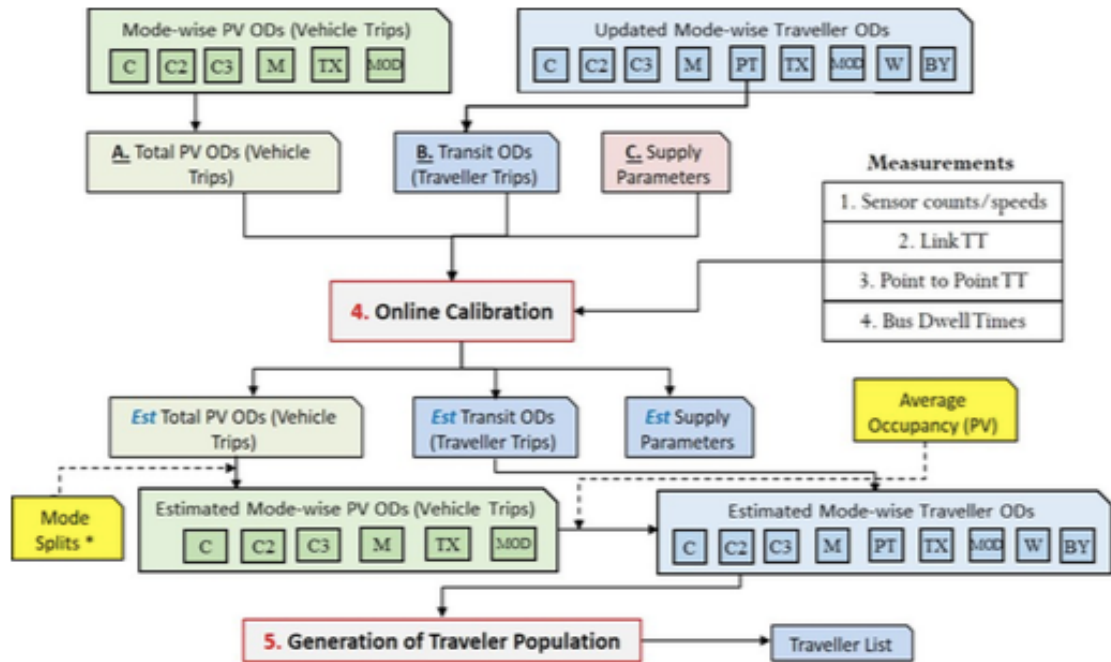 Mode-wise PV ODs (Vehicle Trips)
C C2 C3 M TX MOD
Updated Mode-wise Traveller ODs
C C2 C3 M PT TX MOD W BY
A. Total PV ODs (Vehicle
Trips)
B. Transit ODs
(Traveller Trips)
C. Supply
Parameters
Measurements
1. Sensor counts/speeds
2. Link TT
3. Point to Point TT
4. Bus Dwell Times
4. Online Calibration
Est Total PV ODs (Vehicle
Trips)
Est Transit ODs
(Traveller Trips)
Est Supply
Parameters
Average
Occupancy (PV)
Mode
Splits *
Estimated Mode-wise PV ODs (Vehicle Trips)
C C2 C3 M TX MOD
Estimated Mode-wise Traveller ODs
C C2 C3 M PT TX MOD W BY
5. Generation of Traveler Population
Traveller List